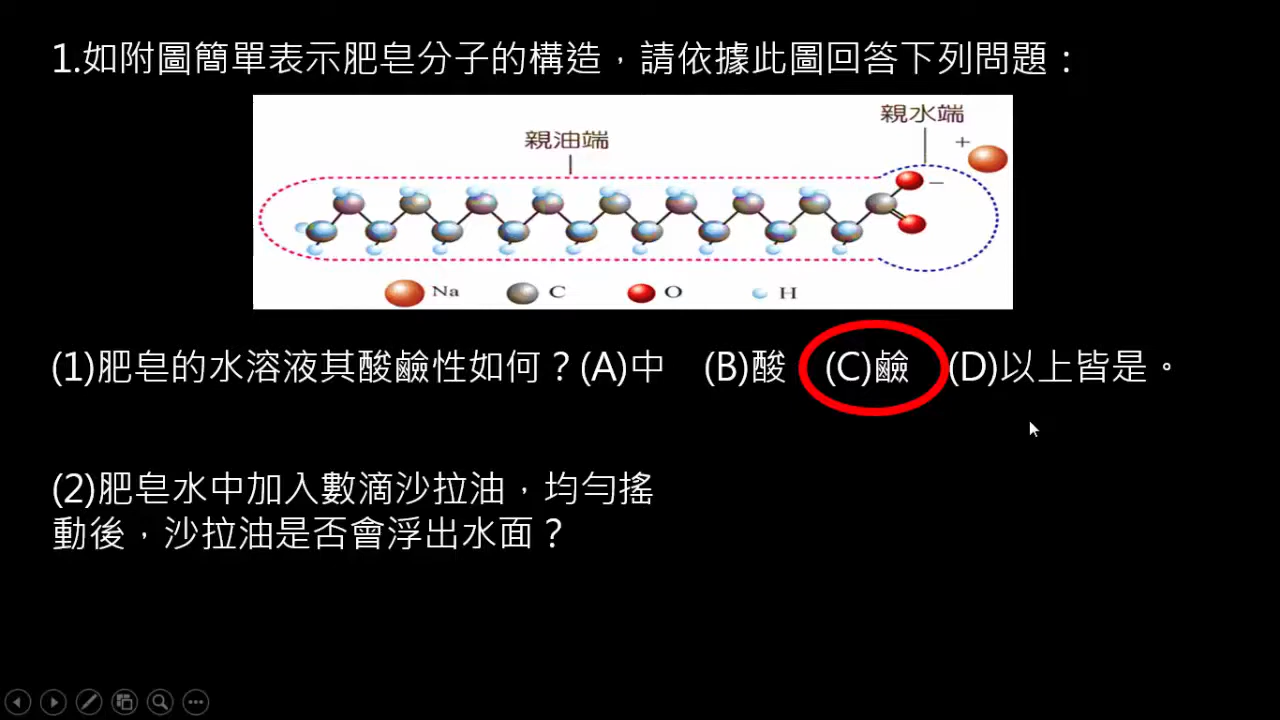 1.如附圖簡單表示肥皂分子的構造，請依據此圖回答下列問題：
親水端
親油端
+
−
Na C O H
(1)肥皂的水溶液其酸鹼性如何？(A)中 (B)酸 (C)鹼 (D)以上皆是。
(2)肥皂水中加入數滴沙拉油，均勻搖
動後，沙拉油是否會浮出水面？